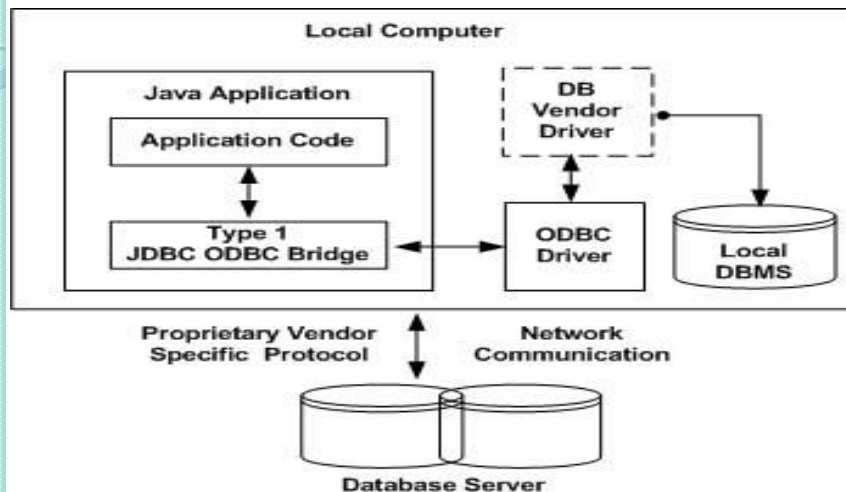 Local Computer
Java Application
Application Code
Type 1
JDBC ODBC Bridge
DB
Vendor
Driver
ODBC
Driver
Local
DBMS
Proprietary Vendor
Specific Protocol
Network
Communication
Database Server